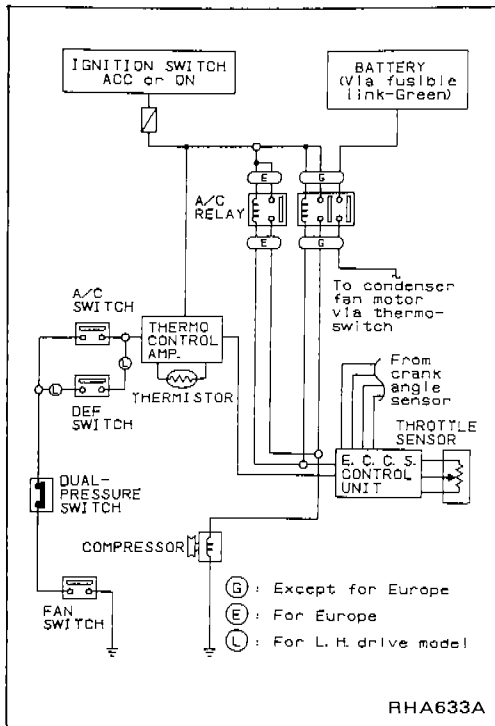 IGNITION SWITCH
ACC or ON
BATTERY
(Via fusible
link-Green)
E
G
A/C
RELAY
E
G
To condenser
fan motor
via thermo-
switch
A/C
SWITCH
THERMO
CONTROL
AMP.
THERMISTOR
L
L
DEF
SWITCH
From
crank
angle
sensor
THROTTLE
SENSOR
E. C. C. S.
CONTROL
UNIT
DUAL-
PRESSURE
SWITCH
COMPRESSOR
FAN
SWITCH
G : Except for Europe
E : For Europe
L : For L. H. drive model
RHA633A